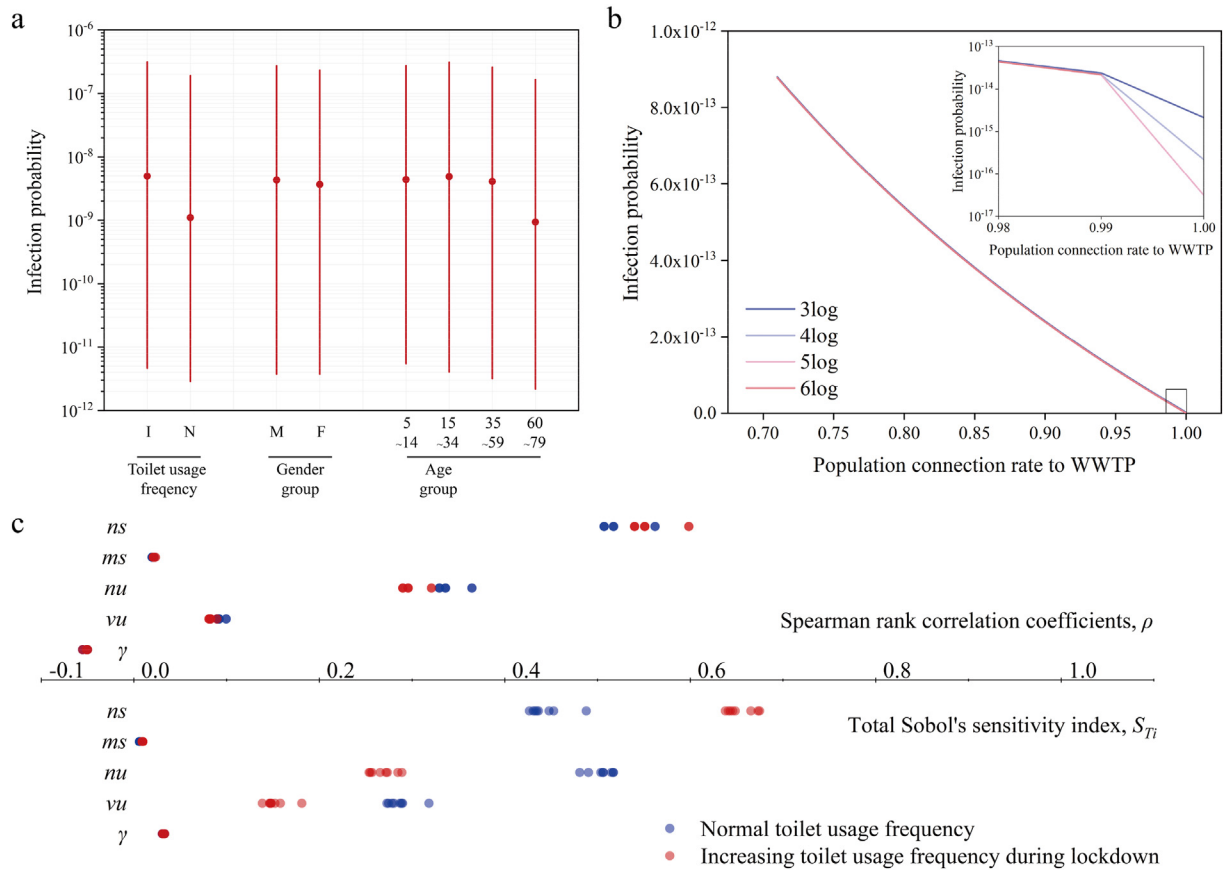 a
10-6
10-7
10-8
10-9
10-10
10-11
10-12
Infection probability
I N M F 5 15 35 60
~14 ~34 ~59 ~79
Toilet usage Gender Age
freqency group group
b
1.0x10-12
8.0x10-13
6.0x10-13
4.0x10-13
2.0x10-13
0.0
Infection probability
3log
4log
5log
6log
0.70 0.75 0.80 0.85 0.90 0.95 1.00
Population connection rate to WWTP
10-13
10-14
10-15
10-16
10-17
Infection probability
0.98 0.99 1.00
Population connection rate to WWTP
c
ns
ms
nu
vu
γ
Spearman rank correlation coefficients, ρ
-0.1 0.0 0.2 0.4 0.6 0.8 1.0
ns
ms
nu
vu
γ
Total Sobol's sensitivity index, STi
Normal toilet usage frequency
Increasing toilet usage frequency during lockdown